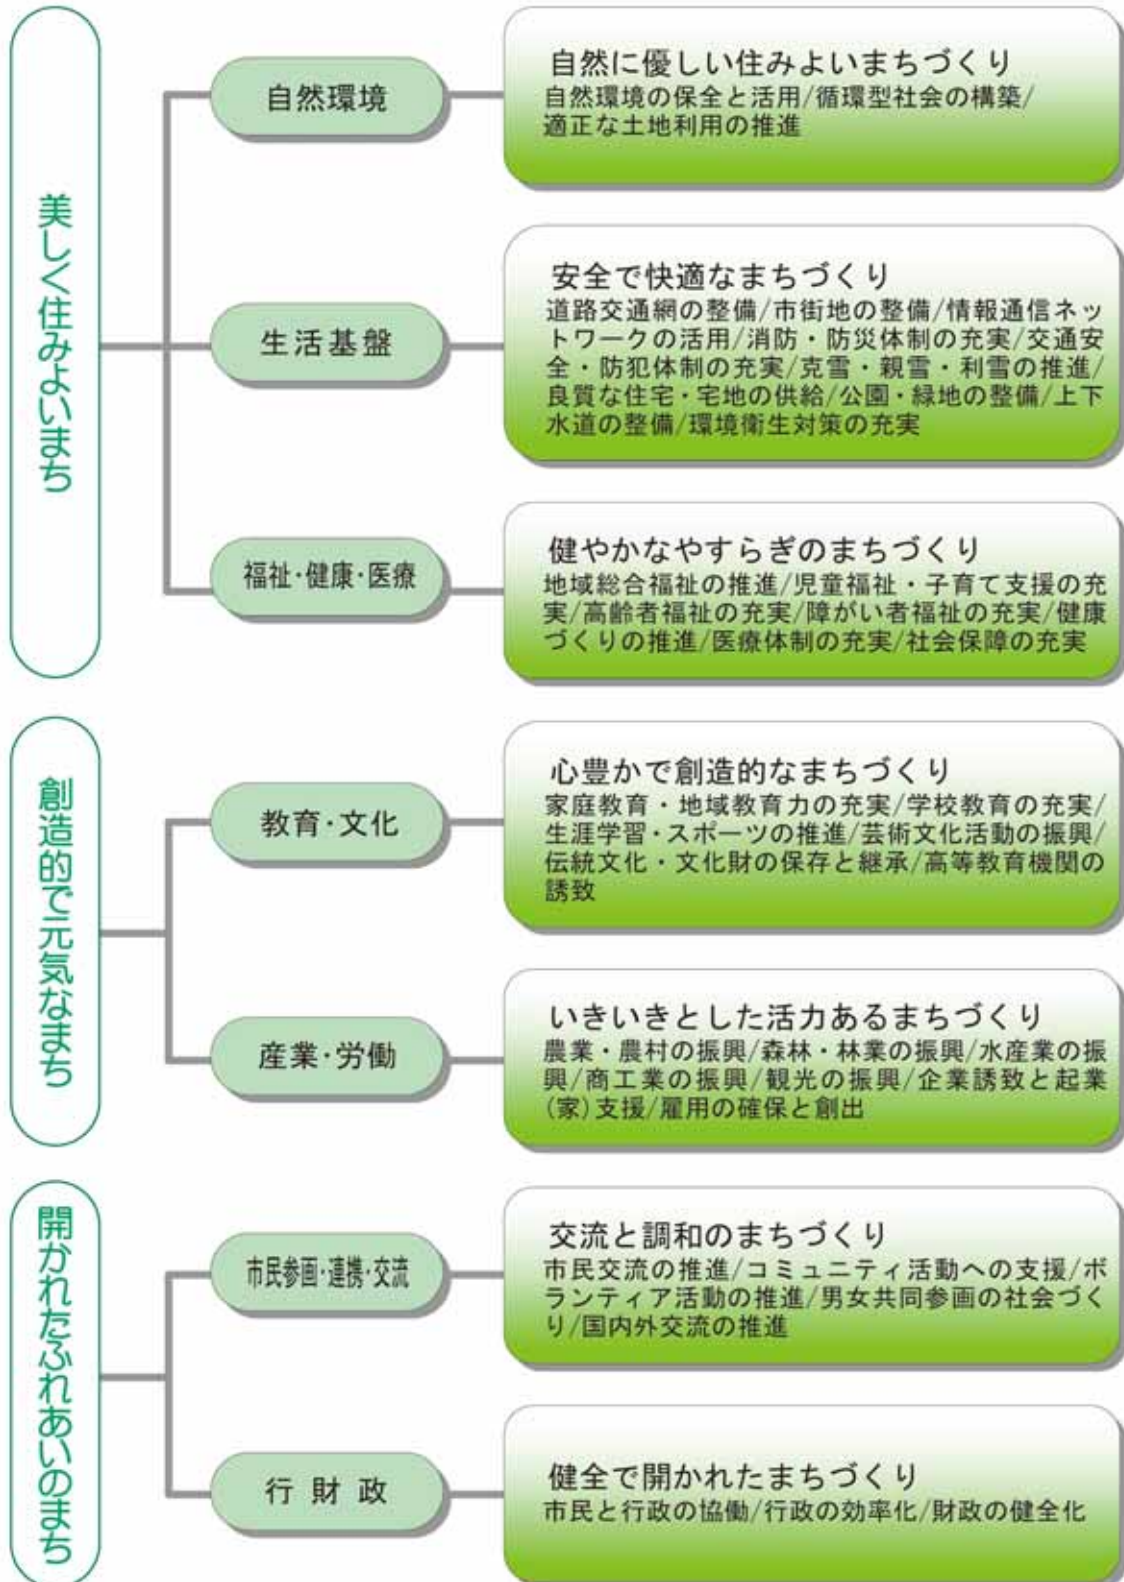 美しく住みよいまち
自然環境
自然に優しい住みよいまちづくり
自然環境の保全と活用/循環型社会の構築/
適正な土地利用の推進
生活基盤
安全で快適なまちづくり
道路交通網の整備/市街地の整備/情報通信ネッ
トワークの活用/消防・防災体制の充実/交通安
全・防犯体制の充実/克雪・親雪・利雪の推進/
良質な住宅・宅地の供給/公園・緑地の整備/上下
水道の整備/環境衛生対策の充実
福祉・健康・医療
健やかなやすらぎのまちづくり
地域総合福祉の推進/児童福祉・子育て支援の充
実/高齢者福祉の充実/障がい者福祉の充実/健康
づくりの推進/医療体制の充実/社会保障の充実
創造的で元気なまち
教育・文化
心豊かで創造的なまちづくり
家庭教育・地域教育力の充実/学校教育の充実/
生涯学習・スポーツの推進/芸術文化活動の振興/
伝統文化・文化財の保存と継承/高等教育機関の
誘致
産業・労働
いきいきとした活力あるまちづくり
農業・農村の振興/森林・林業の振興/水産業の振
興/商工業の振興/観光の振興/企業誘致と起業
(家)支援/雇用の確保と創出
開かれたふれあいのまち
市民参画・連携・交流
交流と調和のまちづくり
市民交流の推進/コミュニティ活動への支援/ボ
ランティア活動の推進/男女共同参画の社会づく
り/国内外交流の推進
行財政
健全で開かれたまちづくり
市民と行政の協働/行政の効率化/財政の健全化